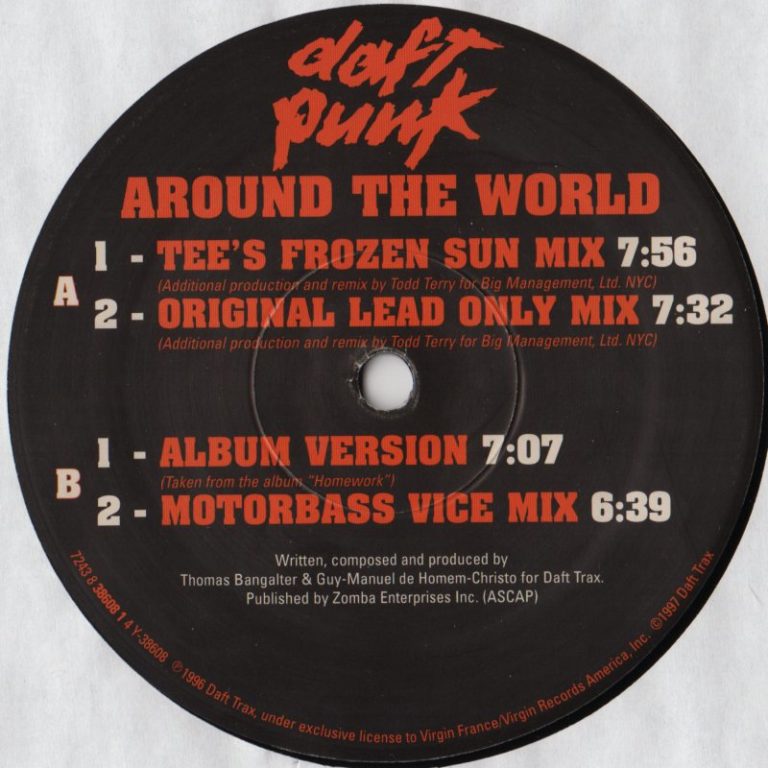 daft
punk
AROUND THE WORLD
A
1 - TEE'S FROZEN SUN MIX 7:56
(Additional production and remix by Todd Terry for Big Management, Ltd. NYC)
2 - ORIGINAL LEAD ONLY MIX 7:32
(Additional production and remix by Todd Terry for Big Management, Ltd. NYC)
B
1 - ALBUM VERSION 7:07
(Taken from the album "Homework")
2 - MOTORBASS VICE MIX 6:39
Written, composed and produced by
Thomas Bangalter & Guy-Manuel de Homem-Christo for Daft Trax.
Published by Zomba Enterprises Inc. (ASCAP)
7243 8 38608 1 4 Y-38608 ℗1996 Daft Trax, under exclusive license to Virgin France/Virgin Records America, Inc. ©1997 Daft Trax